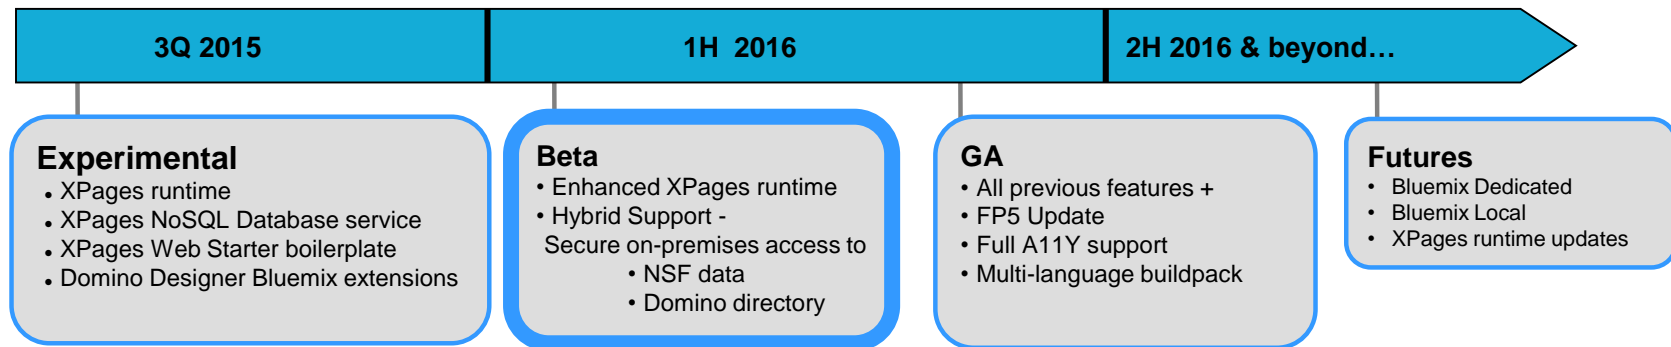 3Q 2015
1H 2016
2H 2016 & beyond…
Experimental
• XPages runtime
• XPages NoSQL Database service
• XPages Web Starter boilerplate
• Domino Designer Bluemix extensions
Beta
• Enhanced XPages runtime
• Hybrid Support -
Secure on-premises access to
• NSF data
• Domino directory
GA
• All previous features +
• FP5 Update
• Full A11Y support
• Multi-language buildpack
Futures
• Bluemix Dedicated
• Bluemix Local
• XPages runtime updates